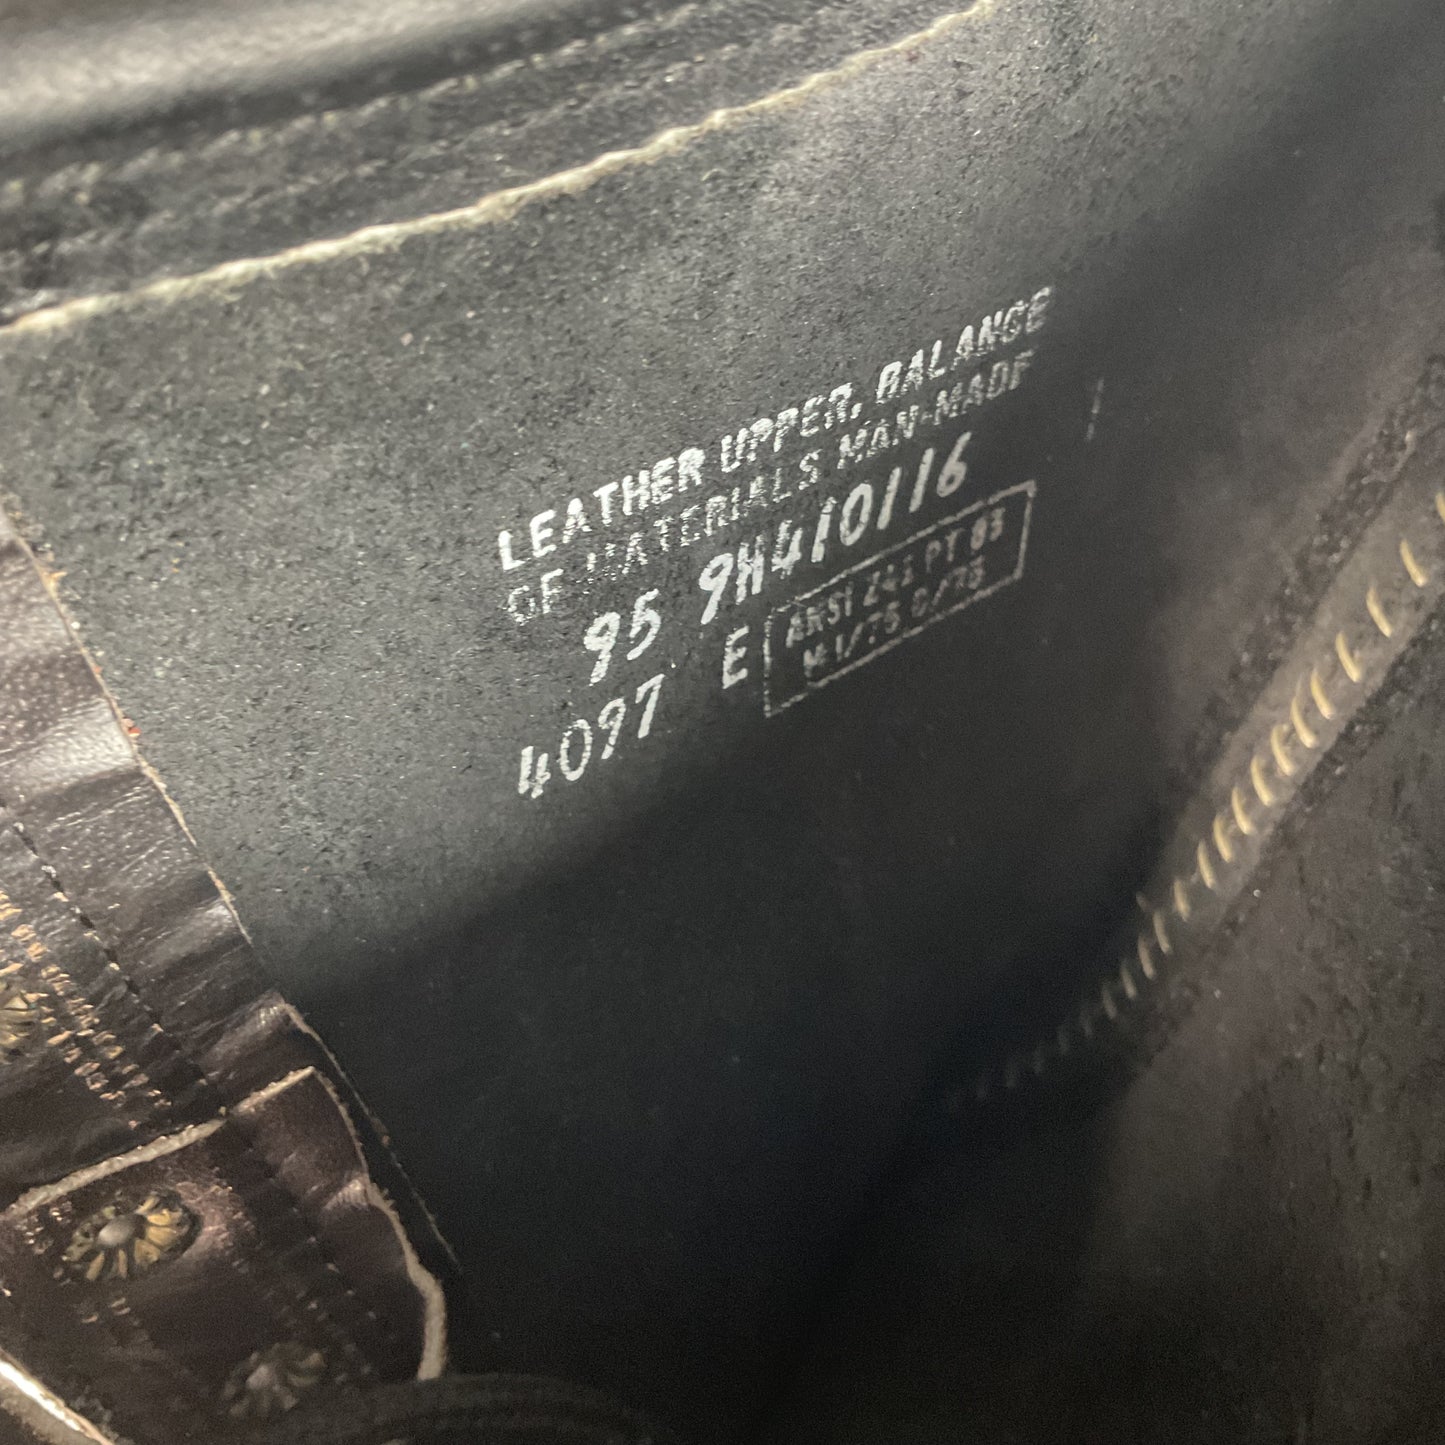 LEATHER UPPER, BALANCE
OF MATERIALS MAN-MADE
95 9H410116
4097 E
ANSI Z41 PT 83
M-I/75 C/75